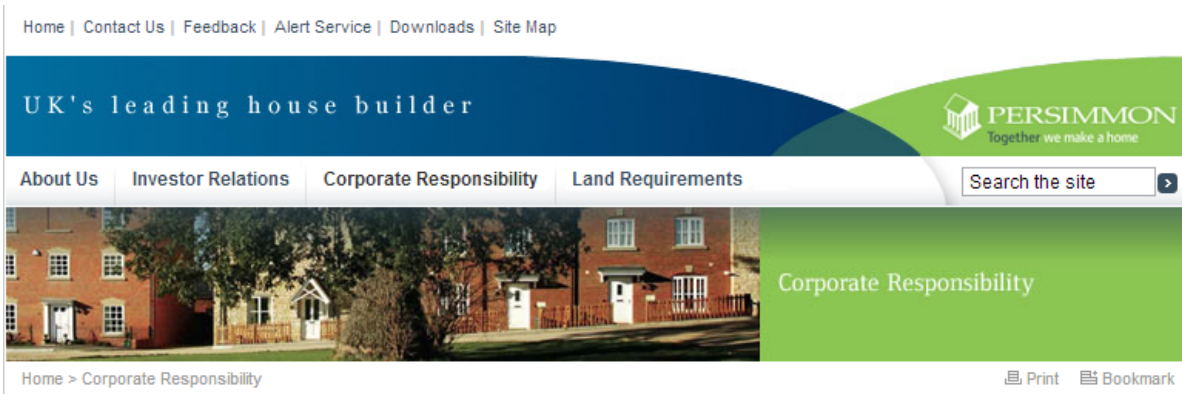 Home | Contact Us | Feedback | Alert Service | Downloads | Site Map
UK's leading house builder
PERSIMMON
Together we make a home
About Us Investor Relations Corporate Responsibility Land Requirements
Search the site
Corporate Responsibility
Home > Corporate Responsibility
Print Bookmark